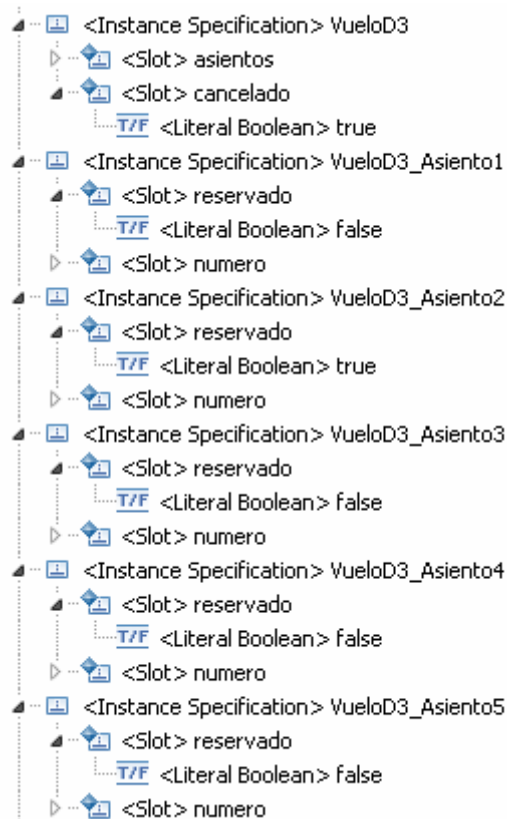 <Instance Specification> VueloD3
<Slot> asientos
<Slot> cancelado
T/F <Literal Boolean> true
<Instance Specification> VueloD3_Asiento1
<Slot> reservado
T/F <Literal Boolean> false
<Slot> numero
<Instance Specification> VueloD3_Asiento2
<Slot> reservado
T/F <Literal Boolean> true
<Slot> numero
<Instance Specification> VueloD3_Asiento3
<Slot> reservado
T/F <Literal Boolean> false
<Slot> numero
<Instance Specification> VueloD3_Asiento4
<Slot> reservado
T/F <Literal Boolean> false
<Slot> numero
<Instance Specification> VueloD3_Asiento5
<Slot> reservado
T/F <Literal Boolean> false
<Slot> numero